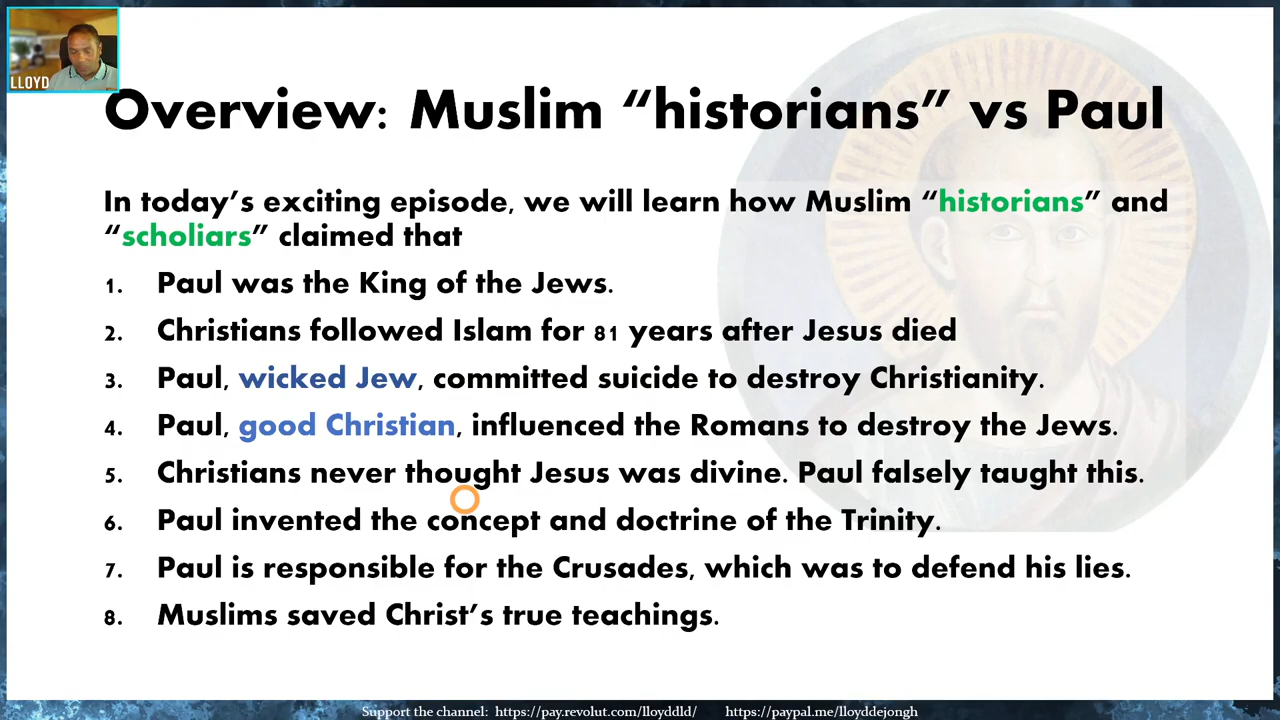 LLOYD
Overview: Muslim “historians” vs Paul
In today’s exciting episode, we will learn how Muslim “historians” and
“scholiars” claimed that
1. Paul was the King of the Jews.
2. Christians followed Islam for 81 years after Jesus died
3. Paul, wicked Jew, committed suicide to destroy Christianity.
4. Paul, good Christian, influenced the Romans to destroy the Jews.
5. Christians never thought Jesus was divine. Paul falsely taught this.
6. Paul invented the concept and doctrine of the Trinity.
7. Paul is responsible for the Crusades, which was to defend his lies.
8. Muslims saved Christ’s true teachings.
Support the channel: https://pay.revolut.com/lloyddld/ https://paypal.me/lloyddejongh